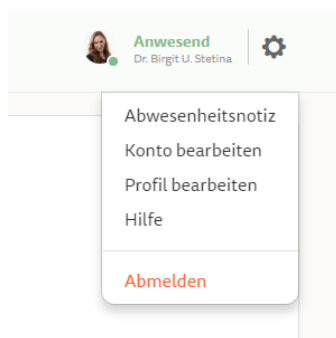 Anwesend
Dr. Birgit U. Stetina
Abwesenheitsnotiz
Konto bearbeiten
Profil bearbeiten
Hilfe
Abmelden